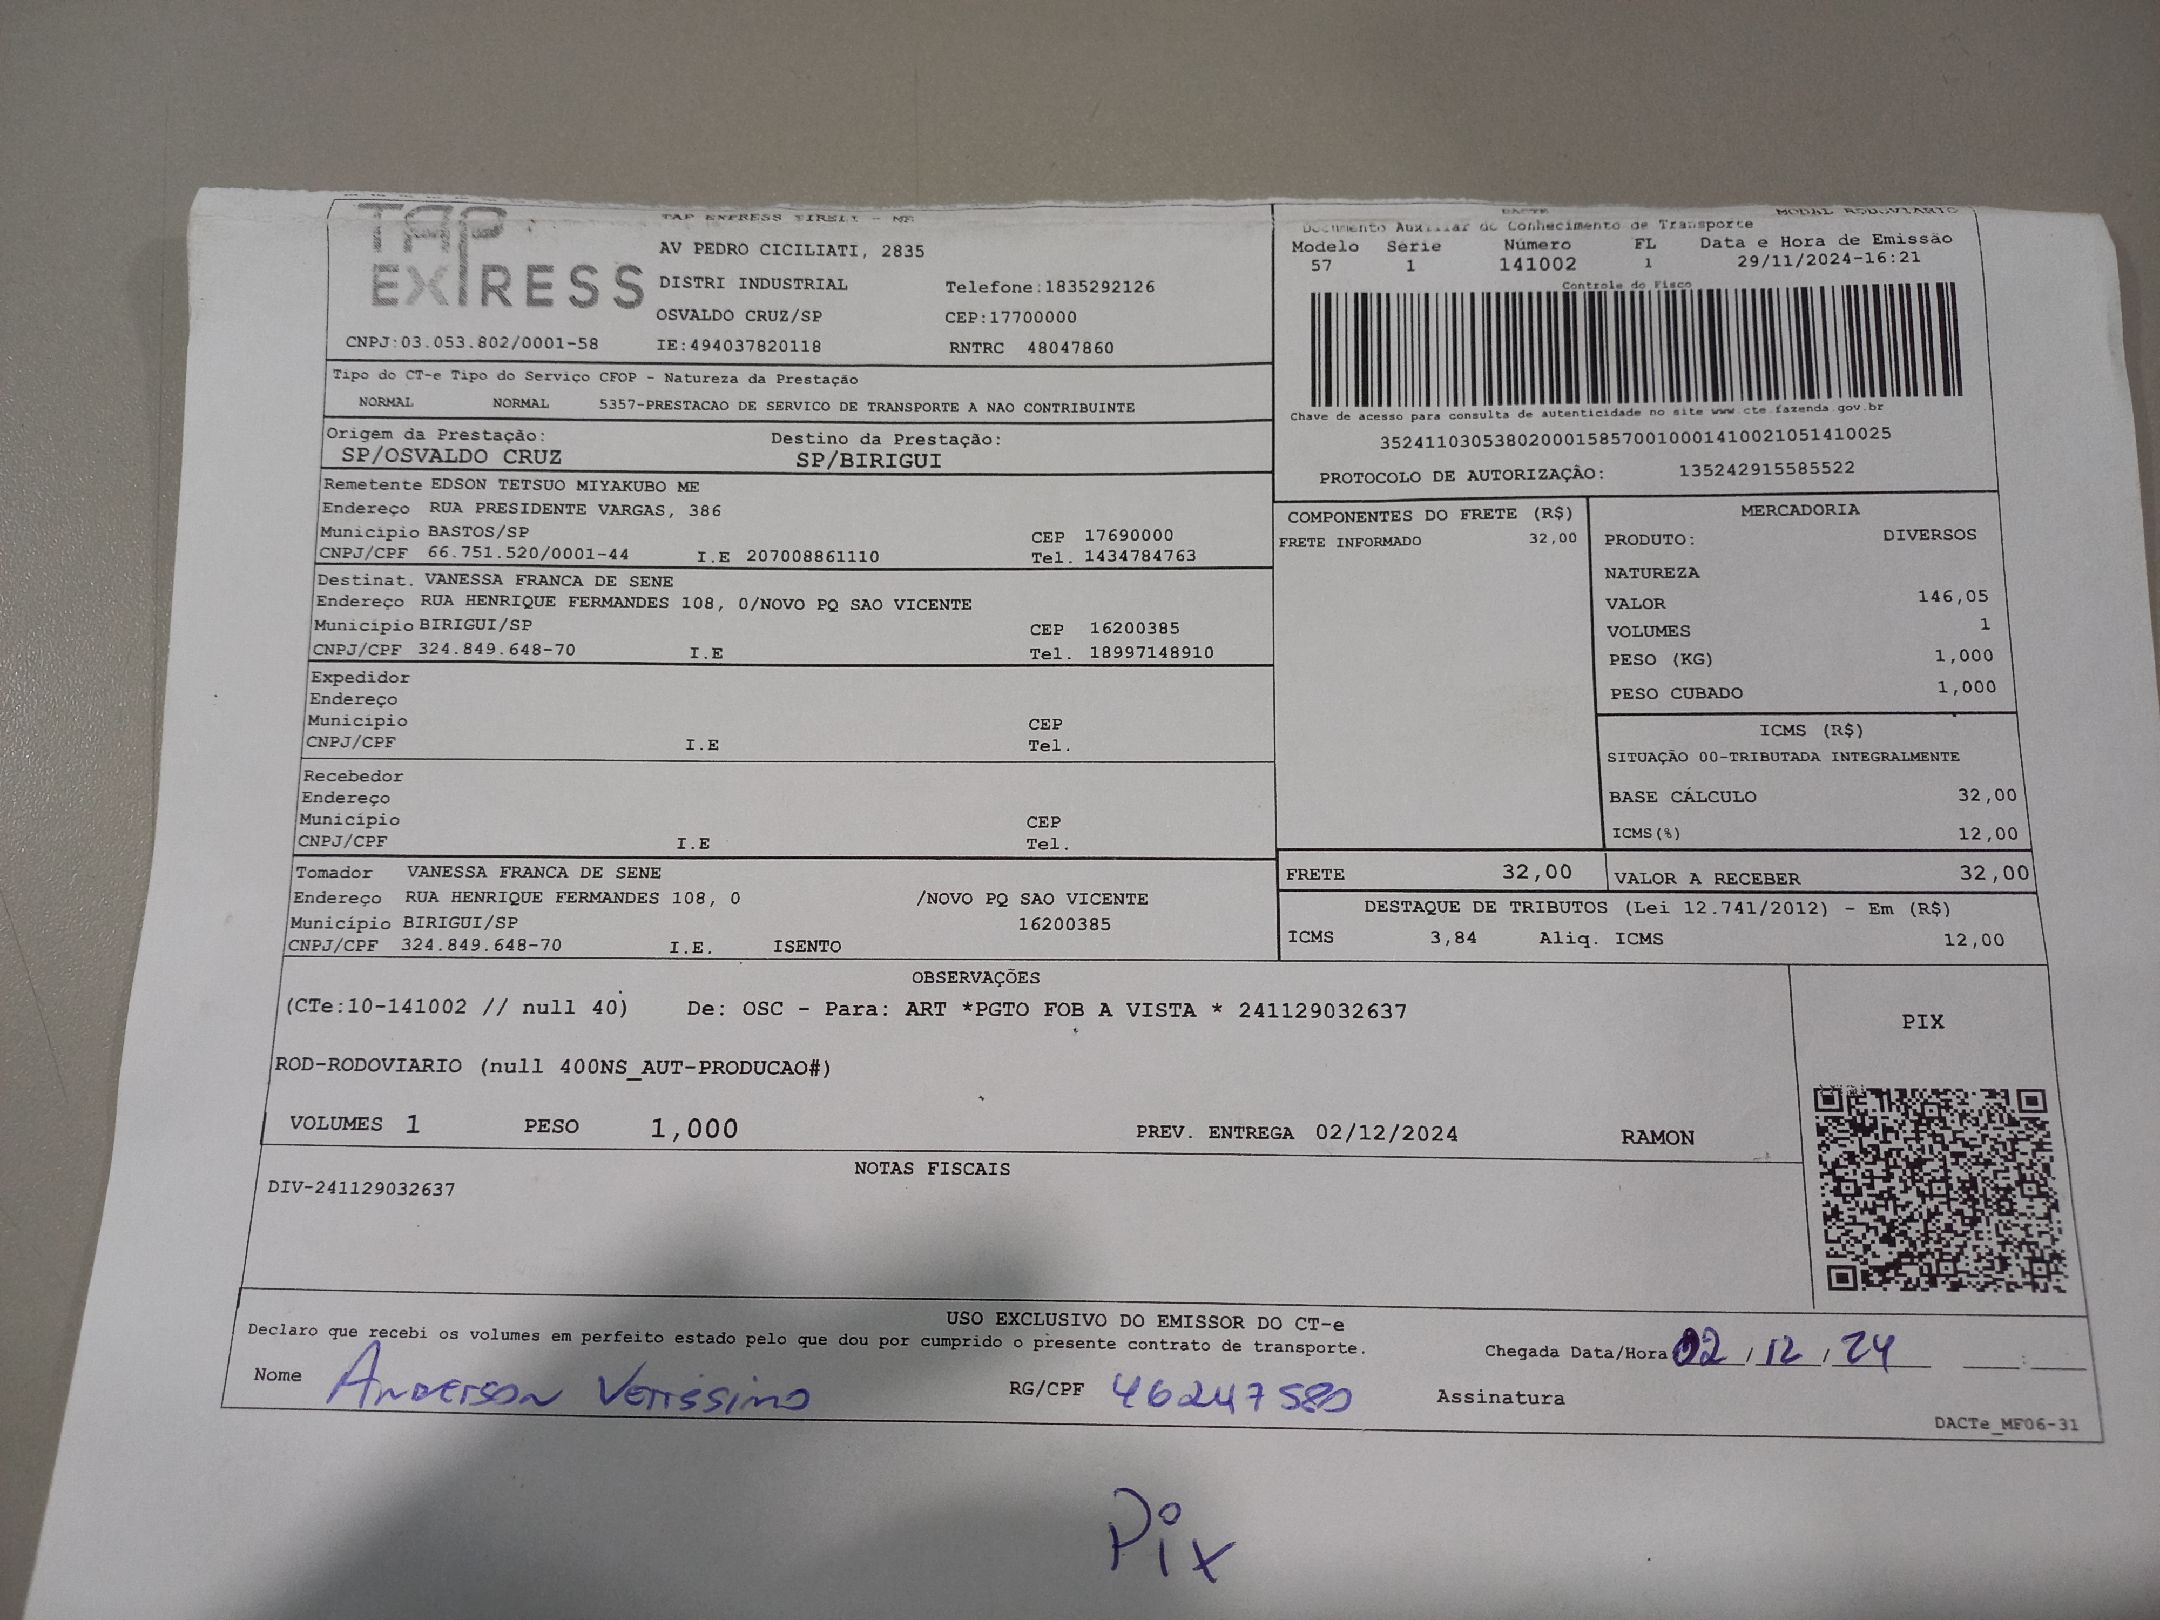 TAP
EXPRESS
TAP EXPRESS EIRELI - ME
AV PEDRO CICILIATI, 2835
DISTRI INDUSTRIAL Telefone:1835292126
OSVALDO CRUZ/SP CEP:17700000
CNPJ:03.053.802/0001-58 IE:494037820118 RNTRC 48047860
DACTE MODAL RODOVIARIO
Documento Auxiliar do Conhecimento de Transporte
Modelo Série Número FL Data e Hora de Emissão
57 1 141002 1 29/11/2024-16:21
Controle do Fisco
Chave de acesso para consulta de autenticidade no site www.cte.fazenda.gov.br
35241103053802000158570010001410021051410025
PROTOCOLO DE AUTORIZAÇÃO: 135242915585522
Tipo do CT-e Tipo do Serviço CFOP - Natureza da Prestação
NORMAL NORMAL 5357-PRESTACAO DE SERVICO DE TRANSPORTE A NAO CONTRIBUINTE
Origem da Prestação: Destino da Prestação:
SP/OSVALDO CRUZ SP/BIRIGUI
Remetente EDSON TETSUO MIYAKUBO ME
Endereço RUA PRESIDENTE VARGAS, 386
Município BASTOS/SP CEP 17690000
CNPJ/CPF 66.751.520/0001-44 I.E 207008861110 Tel. 1434784763
Destinat. VANESSA FRANCA DE SENE
Endereço RUA HENRIQUE FERMANDES 108, 0/NOVO PQ SAO VICENTE
Município BIRIGUI/SP CEP 16200385
CNPJ/CPF 324.849.648-70 I.E Tel. 18997148910
Expedidor
Endereço
Município CEP
CNPJ/CPF I.E Tel.
Recebedor
Endereço
Município CEP
CNPJ/CPF I.E Tel.
Tomador VANESSA FRANCA DE SENE
Endereço RUA HENRIQUE FERMANDES 108, 0 /NOVO PQ SAO VICENTE
Município BIRIGUI/SP 16200385
CNPJ/CPF 324.849.648-70 I.E. ISENTO
COMPONENTES DO FRETE (R$)
FRETE INFORMADO 32,00
MERCADORIA
PRODUTO: DIVERSOS
NATUREZA
VALOR 146,05
VOLUMES 1
PESO (KG) 1,000
PESO CUBADO 1,000
ICMS (R$)
SITUAÇÃO 00-TRIBUTADA INTEGRALMENTE
BASE CÁLCULO 32,00
ICMS(%) 12,00
FRETE 32,00 VALOR A RECEBER 32,00
DESTAQUE DE TRIBUTOS (Lei 12.741/2012) - Em (R$)
ICMS 3,84 Aliq. ICMS 12,00
OBSERVAÇÕES
(CTe:10-141002 // null 40) De: OSC - Para: ART *PGTO FOB A VISTA * 241129032637
ROD-RODOVIARIO (null 400NS_AUT-PRODUCAO#)
VOLUMES 1 PESO 1,000 PREV. ENTREGA 02/12/2024 RAMON
PIX
NOTAS FISCAIS
DIV-241129032637
USO EXCLUSIVO DO EMISSOR DO CT-e
Declaro que recebi os volumes em perfeito estado pelo que dou por cumprido o presente contrato de transporte.
Chegada Data/Hora 02 / 12 / 24 :
Nome Anderson Veríssimo RG/CPF 46247580 Assinatura
DACTe_MF06-31
Pix